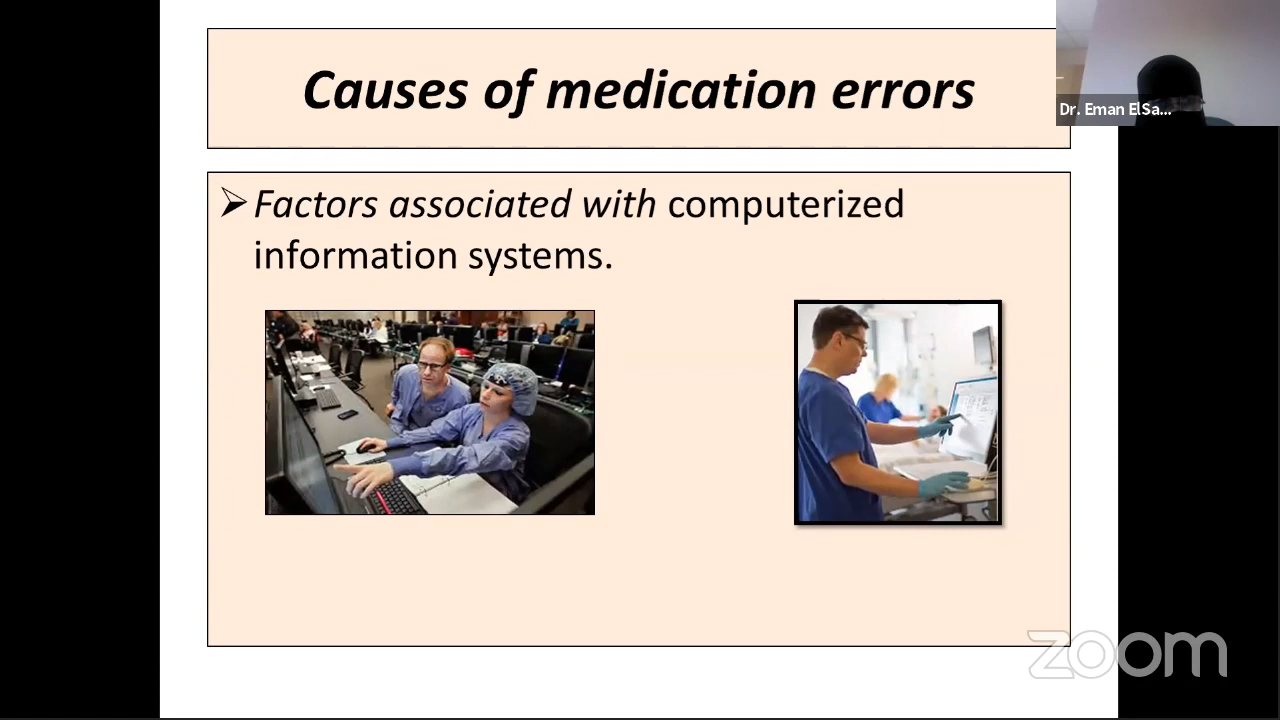 Causes of medication errors
Dr. Eman ElSa...
➢Factors associated with computerized
information systems.
zoom